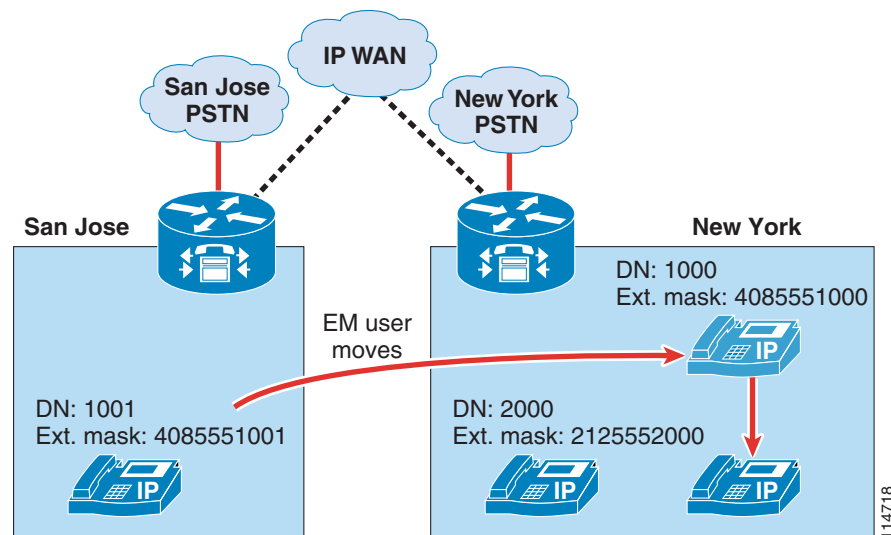 IP WAN
San Jose
PSTN
New York
PSTN
San Jose
New York
DN: 1000
Ext. mask: 4085551000
IP
EM user
moves
DN: 1001
Ext. mask: 4085551001
IP
DN: 2000
Ext. mask: 2125552000
IP
IP
114718